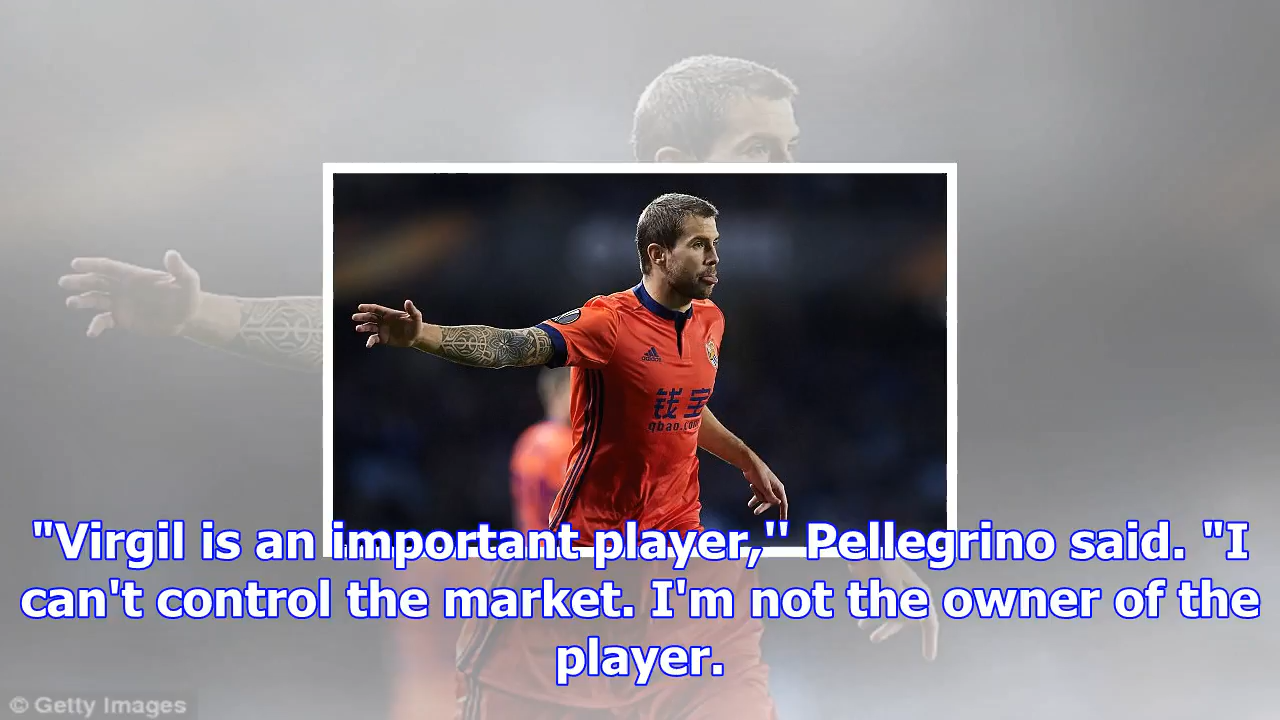 adidas
钱宝
qbao.com
"Virgil is an important player,'' Pellegrino said. "I
can't control the market. I'm not the owner of the
player.
© Getty Images